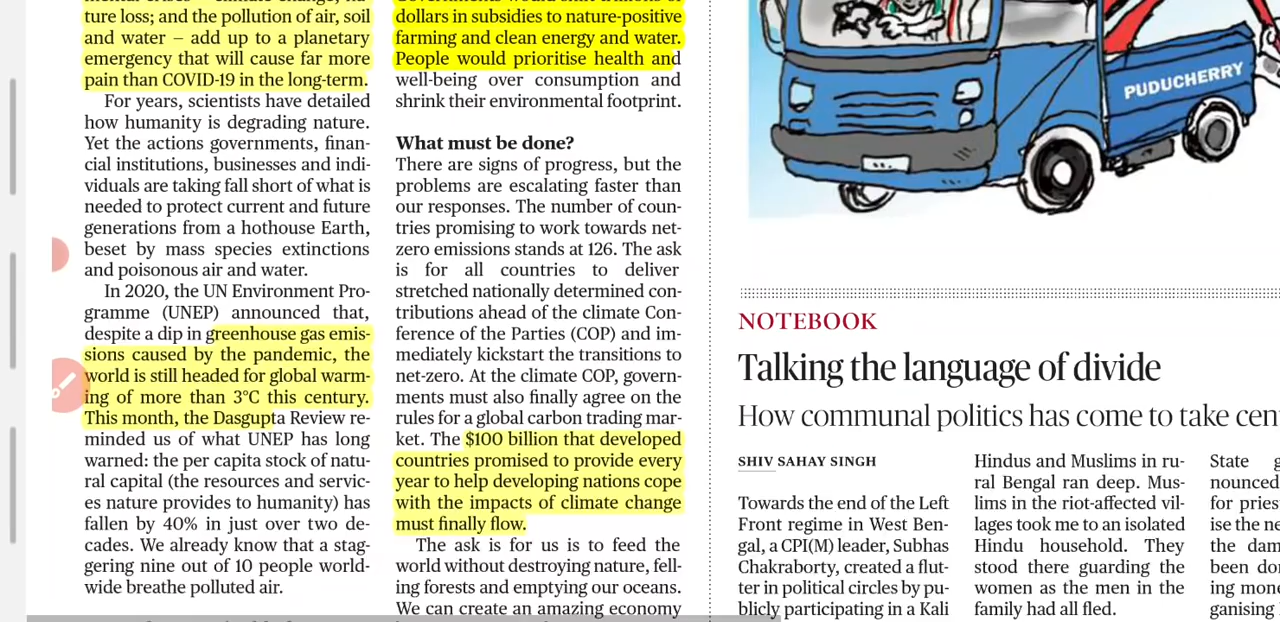 ture loss; and the pollution of air, soil
and water – add up to a planetary
emergency that will cause far more
pain than COVID-19 in the long-term.
For years, scientists have detailed
how humanity is degrading nature.
Yet the actions governments, finan-
cial institutions, businesses and indi-
viduals are taking fall short of what is
needed to protect current and future
generations from a hothouse Earth,
beset by mass species extinctions
and poisonous air and water.
In 2020, the UN Environment Pro-
gramme (UNEP) announced that,
despite a dip in greenhouse gas emis-
sions caused by the pandemic, the
world is still headed for global warm-
ing of more than 3°C this century.
This month, the Dasgupta Review re-
minded us of what UNEP has long
warned: the per capita stock of natu-
ral capital (the resources and servic-
es nature provides to humanity) has
fallen by 40% in just over two de-
cades. We already know that a stag-
gering nine out of 10 people world-
wide breathe polluted air.
dollars in subsidies to nature-positive
farming and clean energy and water.
People would prioritise health and
well-being over consumption and
shrink their environmental footprint.
What must be done?
There are signs of progress, but the
problems are escalating faster than
our responses. The number of coun-
tries promising to work towards net-
zero emissions stands at 126. The ask
is for all countries to deliver
stretched nationally determined con-
tributions ahead of the climate Con-
ference of the Parties (COP) and im-
mediately kickstart the transitions to
net-zero. At the climate COP, govern-
ments must also finally agree on the
rules for a global carbon trading mar-
ket. The $100 billion that developed
countries promised to provide every
year to help developing nations cope
with the impacts of climate change
must finally flow.
The ask is for us is to feed the
world without destroying nature, fell-
ing forests and emptying our oceans.
We can create an amazing economy
PUDUCHERRY
NOTEBOOK
Talking the language of divide
How communal politics has come to take cen
SHIV SAHAY SINGH
Towards the end of the Left
Front regime in West Ben-
gal, a CPI(M) leader, Subhas
Chakraborty, created a flut-
ter in political circles by pu-
blicly participating in a Kali
Hindus and Muslims in ru-
ral Bengal ran deep. Mus-
lims in the riot-affected vil-
lages took me to an isolated
Hindu household. They
stood there guarding the
women as the men in the
family had all fled.
State g
nounced
for pries
ise the ne
the dam
been dor
ing mone
ganising